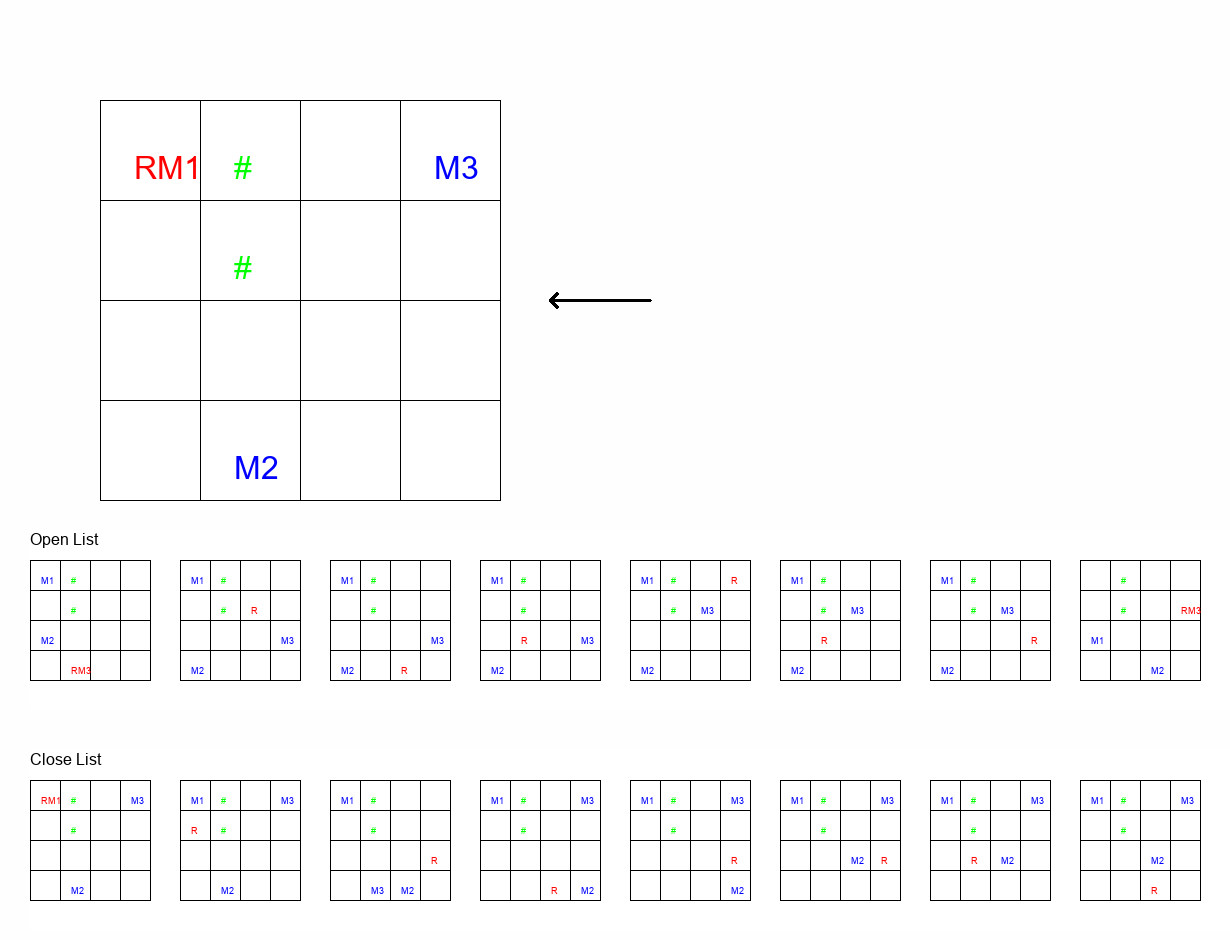 RM1 # M3
#
M2
Open List
M1 # M1 # M1 # M1 # M1 # R M1 # M1 # #
# # R # # # M3 # M3 # M3 # RM3
M2 M3 M3 R M3 R R M1
RM3 M2 M2 R M2 M2 M2 M2 M2
Close List
RM1 # M3 M1 # M3 M1 # M1 # M3 M1 # M3 M1 # M3 M1 # M3 M1 # M3
# R # # # # # # #
R R M2 R R M2 M2
M2 M2 M3 M2 R M2 M2 R